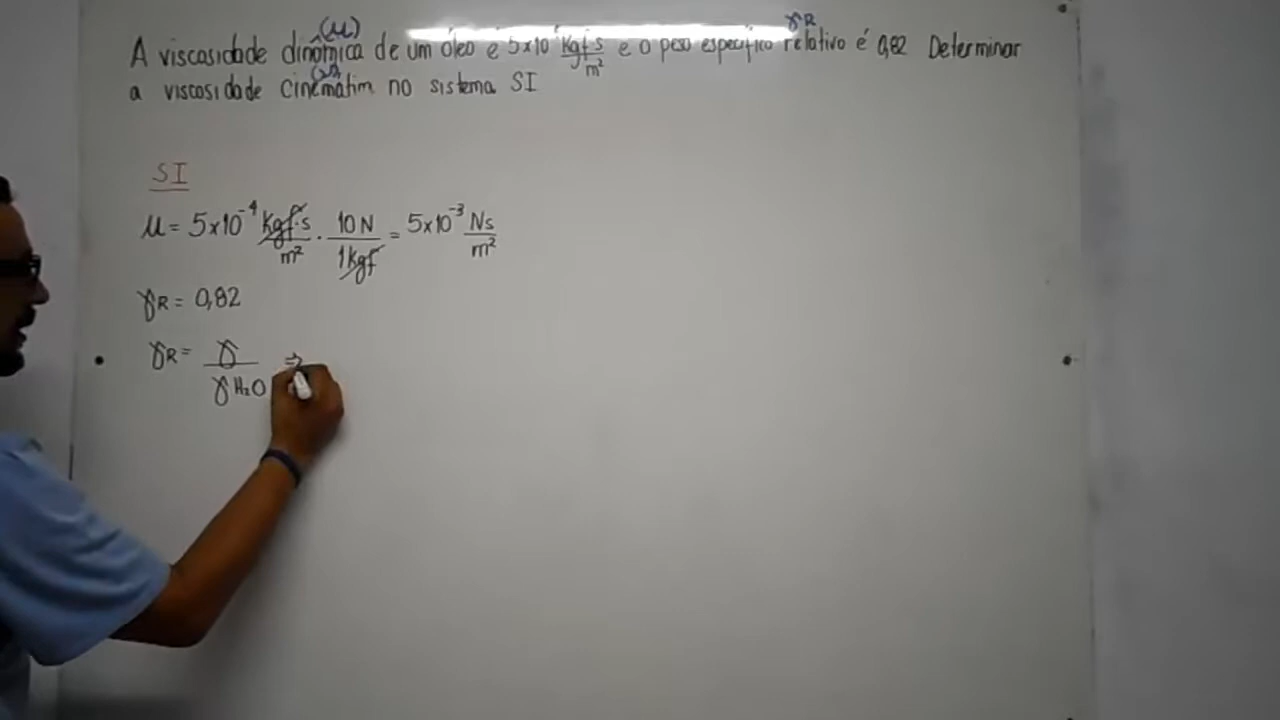 (μ) γR
A viscosidade dinâmica de um óleo é 5x10 Kgf·s/m² e o peso específico relativo é 0,82 Determinar
a viscosidade cinemática no sistema SI
SI
μ = 5x10⁻⁴ Kgf·s/m² · 10N/1Kgf = 5x10⁻³ Ns/m²
γR = 0,82
γR = γ/γH₂O ⇒